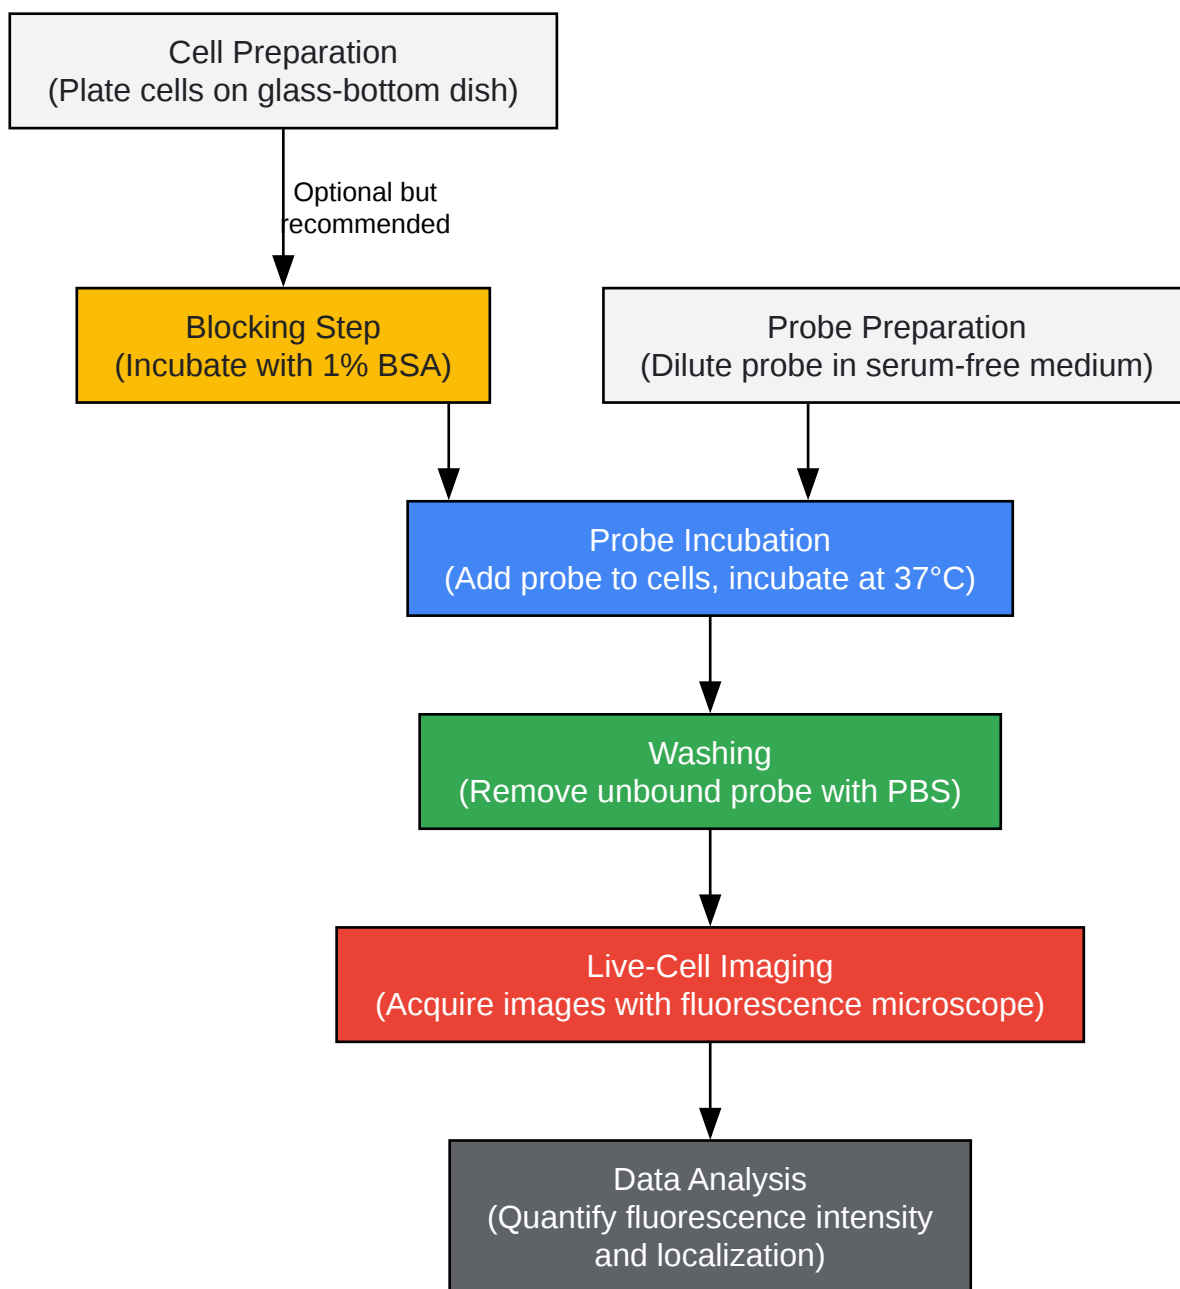 Cell Preparation
(Plate cells on glass-bottom dish)
Optional but
recommended
Blocking Step
(Incubate with 1% BSA)
Probe Preparation
(Dilute probe in serum-free medium)
Probe Incubation
(Add probe to cells, incubate at 37°C)
Washing
(Remove unbound probe with PBS)
Live-Cell Imaging
(Acquire images with fluorescence microscope)
Data Analysis
(Quantify fluorescence intensity
and localization)